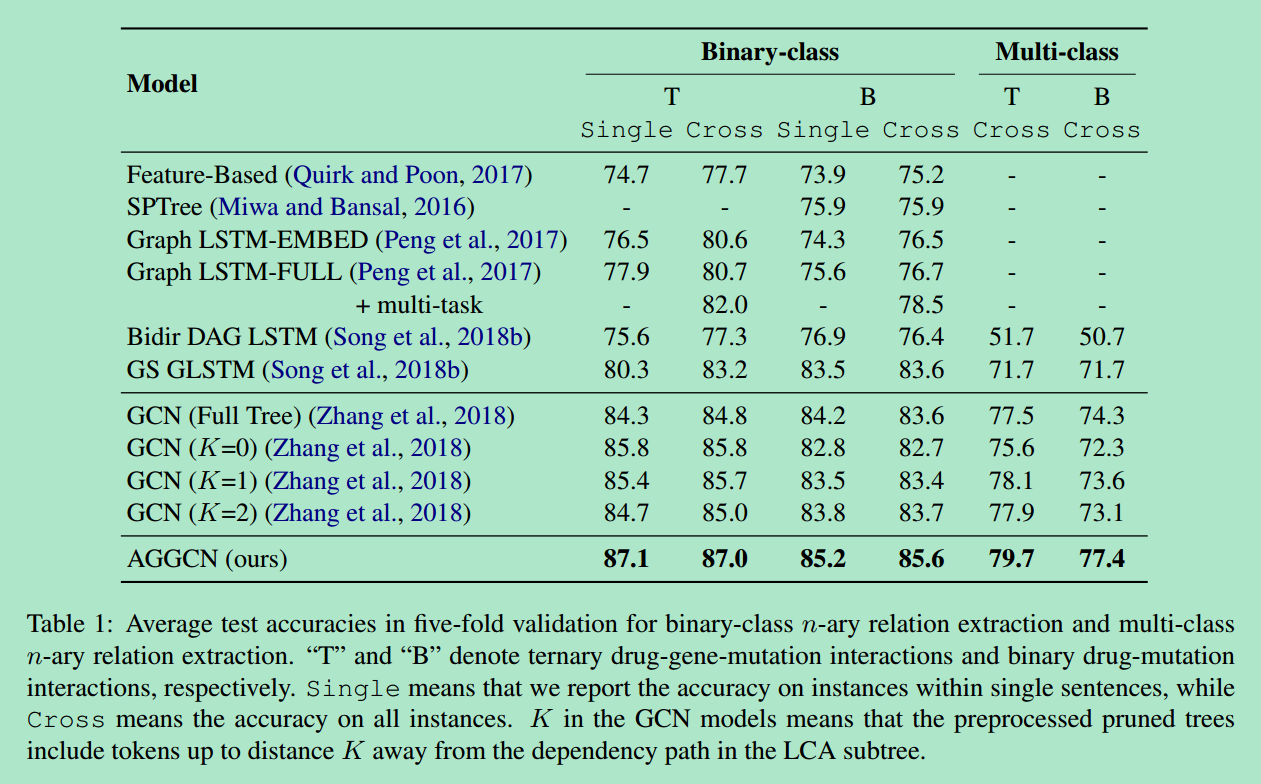 Model Binary-class Multi-class
T B T B
Single Cross Single Cross Cross Cross
Feature-Based (Quirk and Poon, 2017) 74.7 77.7 73.9 75.2 - -
SPTree (Miwa and Bansal, 2016) - - 75.9 75.9 - -
Graph LSTM-EMBED (Peng et al., 2017) 76.5 80.6 74.3 76.5 - -
Graph LSTM-FULL (Peng et al., 2017) 77.9 80.7 75.6 76.7 - -
+ multi-task - 82.0 - 78.5 - -
Bidir DAG LSTM (Song et al., 2018b) 75.6 77.3 76.9 76.4 51.7 50.7
GS GLSTM (Song et al., 2018b) 80.3 83.2 83.5 83.6 71.7 71.7
GCN (Full Tree) (Zhang et al., 2018) 84.3 84.8 84.2 83.6 77.5 74.3
GCN (K=0) (Zhang et al., 2018) 85.8 85.8 82.8 82.7 75.6 72.3
GCN (K=1) (Zhang et al., 2018) 85.4 85.7 83.5 83.4 78.1 73.6
GCN (K=2) (Zhang et al., 2018) 84.7 85.0 83.8 83.7 77.9 73.1
AGGCN (ours) 87.1 87.0 85.2 85.6 79.7 77.4
Table 1: Average test accuracies in five-fold validation for binary-class n-ary relation extraction and multi-class
n-ary relation extraction. “T” and “B” denote ternary drug-gene-mutation interactions and binary drug-mutation
interactions, respectively. Single means that we report the accuracy on instances within single sentences, while
Cross means the accuracy on all instances. K in the GCN models means that the preprocessed pruned trees
include tokens up to distance K away from the dependency path in the LCA subtree.